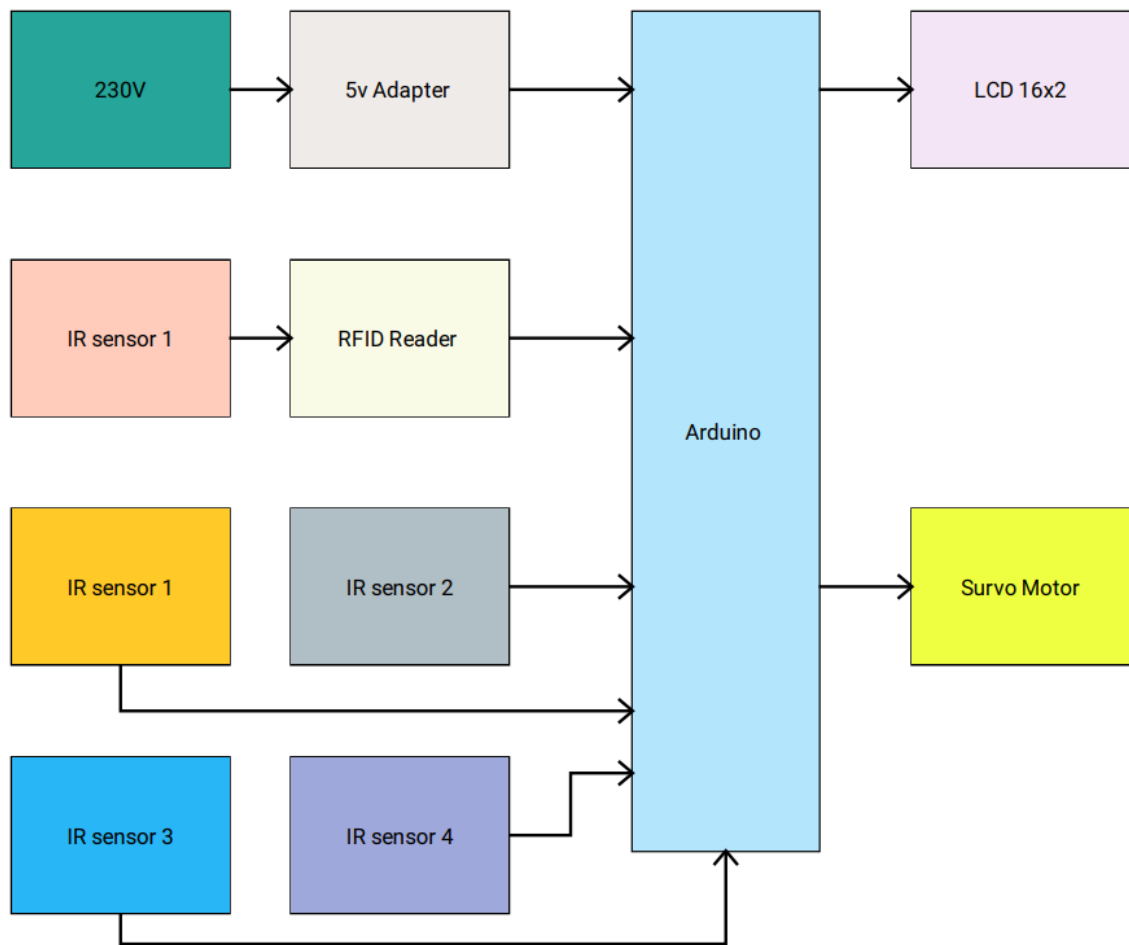 230V
5v Adapter
LCD 16x2
IR sensor 1
RFID Reader
Arduino
IR sensor 1
IR sensor 2
Survo Motor
IR sensor 3
IR sensor 4